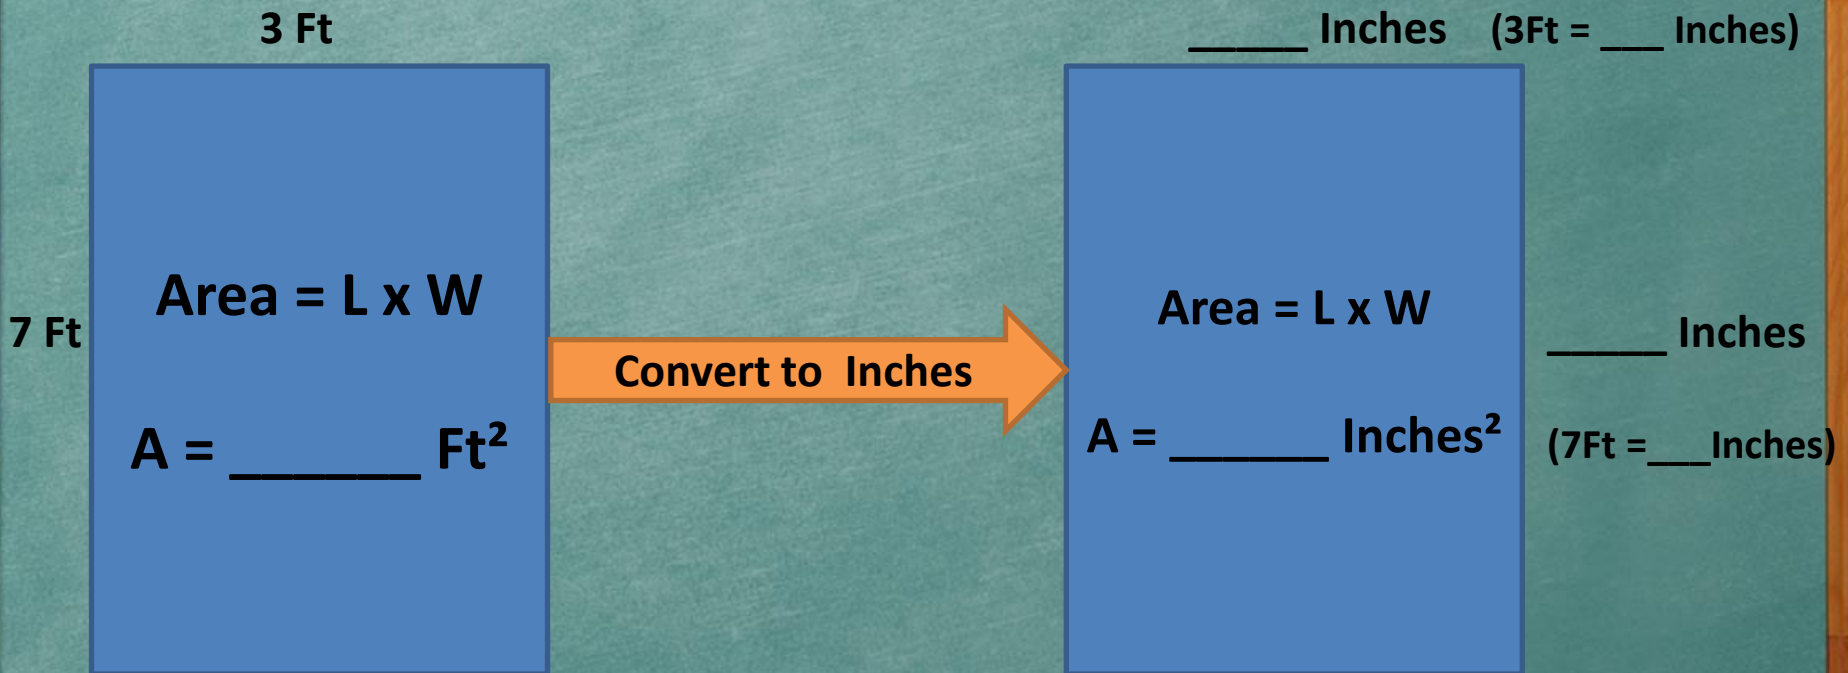 3 Ft
_____ Inches (3Ft = ___ Inches)
7 Ft
Area = L x W
A = ______ Ft²
Convert to Inches
Area = L x W
A = ______ Inches²
_____ Inches
(7Ft =___Inches)